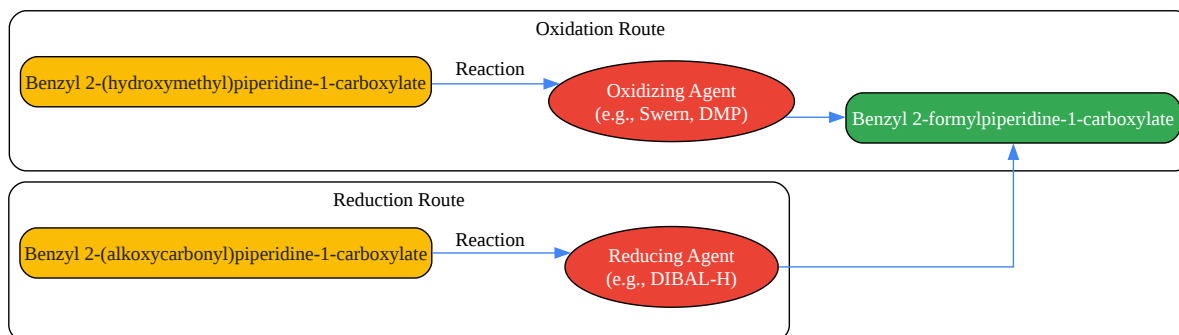 Oxidation Route
Benzyl 2-(hydroxymethyl)piperidine-1-carboxylate
Reaction
Oxidizing Agent
(e.g., Swern, DMP)
Benzyl 2-formylpiperidine-1-carboxylate
Reduction Route
Benzyl 2-(alkoxycarbonyl)piperidine-1-carboxylate
Reaction
Reducing Agent
(e.g., DIBAL-H)